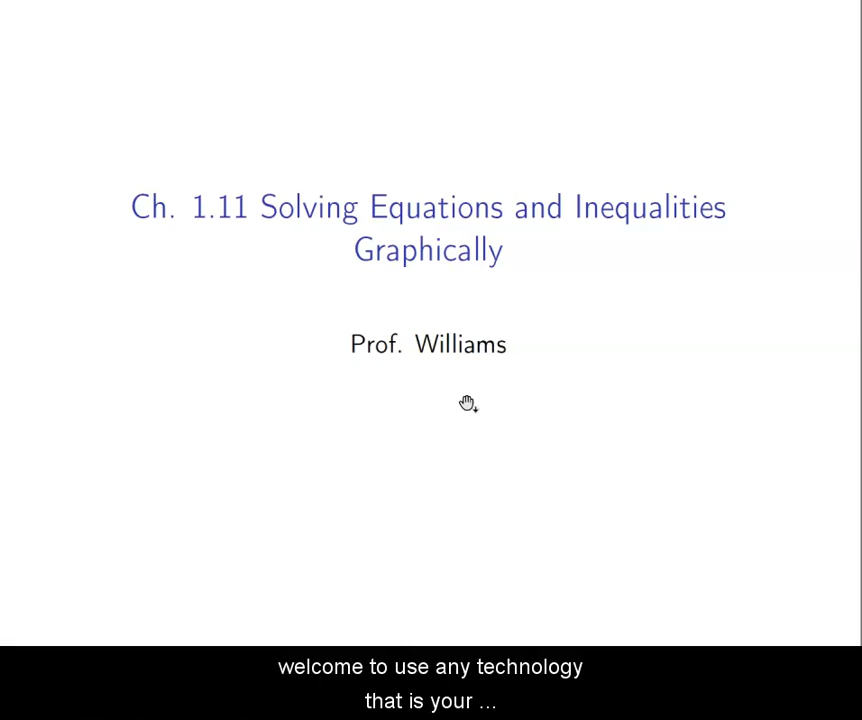 Ch. 1.11 Solving Equations and Inequalities
Graphically
Prof. Williams
welcome to use any technology
that is your ...